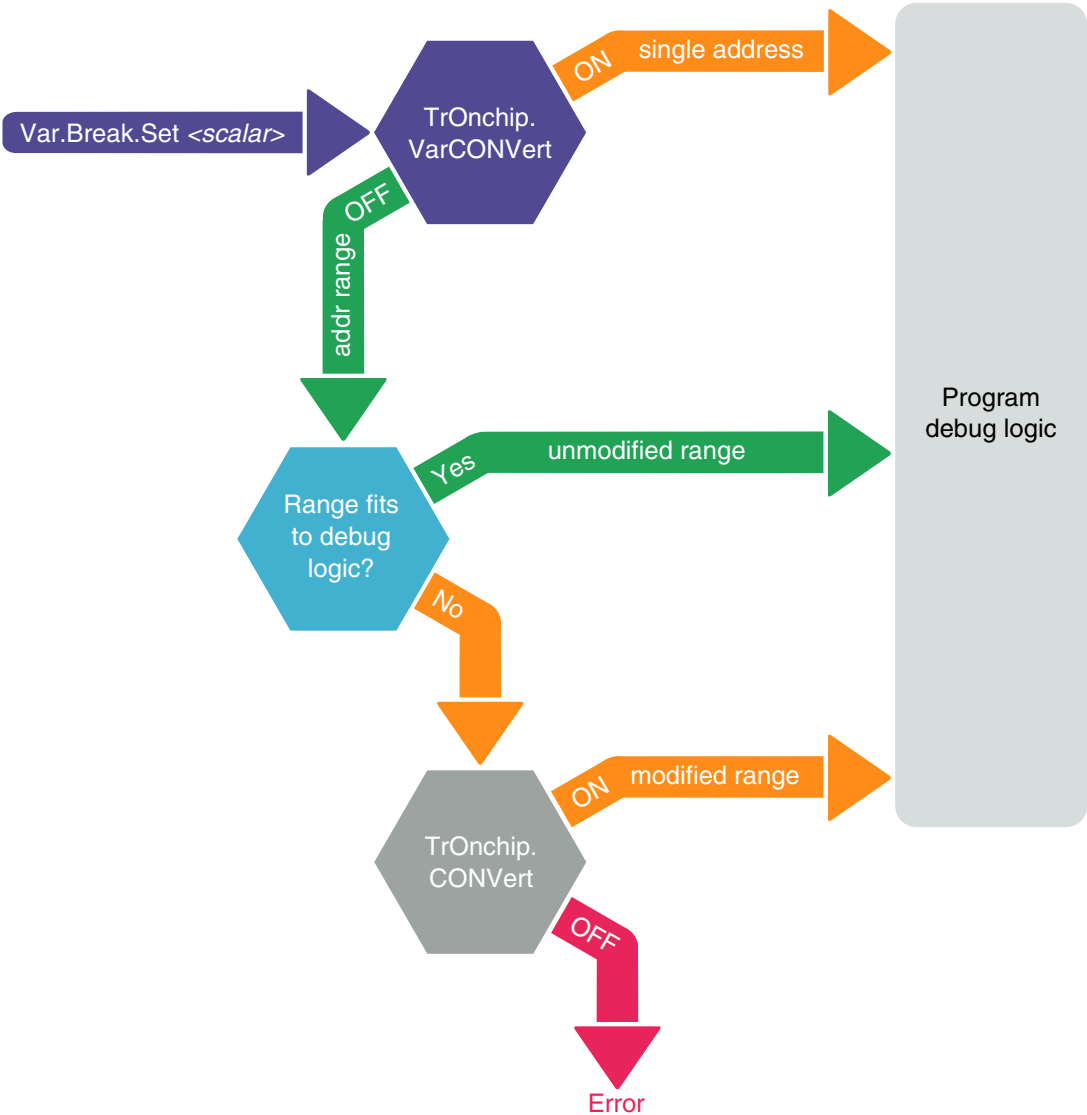 ON
single address
Var.Break.Set <scalar>
TrOnchip.
VarCONVert
OFF
addr range
Program
debug logic
Yes
unmodified range
Range fits
to debug
logic?
No
ON
modified range
TrOnchip.
CONVert
OFF
Error